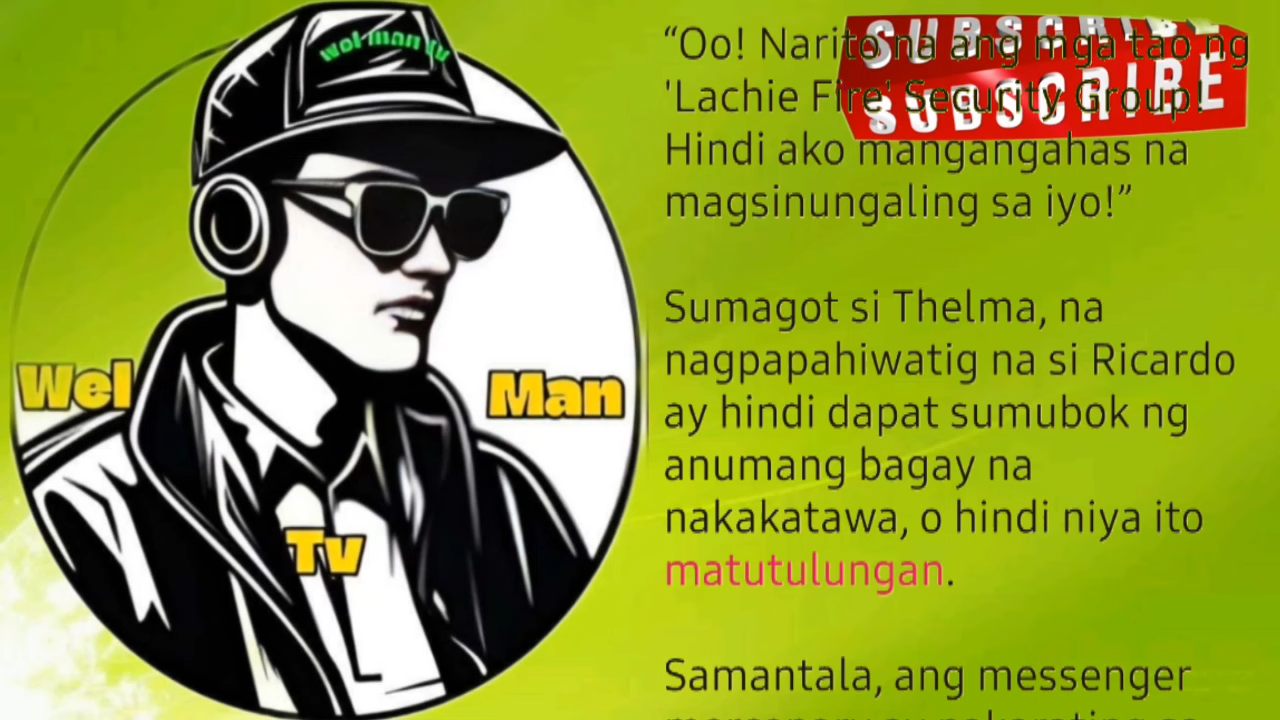 wel man tv
Wel
Man
Tv
SUBSCRIBE
SUBSCRIBE
“Oo! Narito na ang mga tao ng
'Lachie Fire' Security Group!
Hindi ako mangangahas na
magsinungaling sa iyo!”
Sumagot si Thelma, na
nagpapahiwatig na si Ricardo
ay hindi dapat sumubok ng
anumang bagay na
nakakatawa, o hindi niya ito
matutulungan.
Samantala, ang messenger